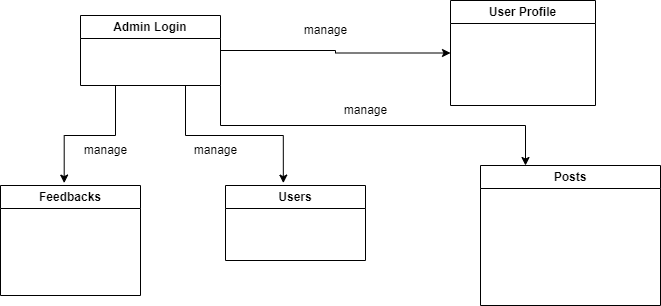 User Profile
Admin Login
manage
manage
manage
manage
Posts
Feedbacks
Users